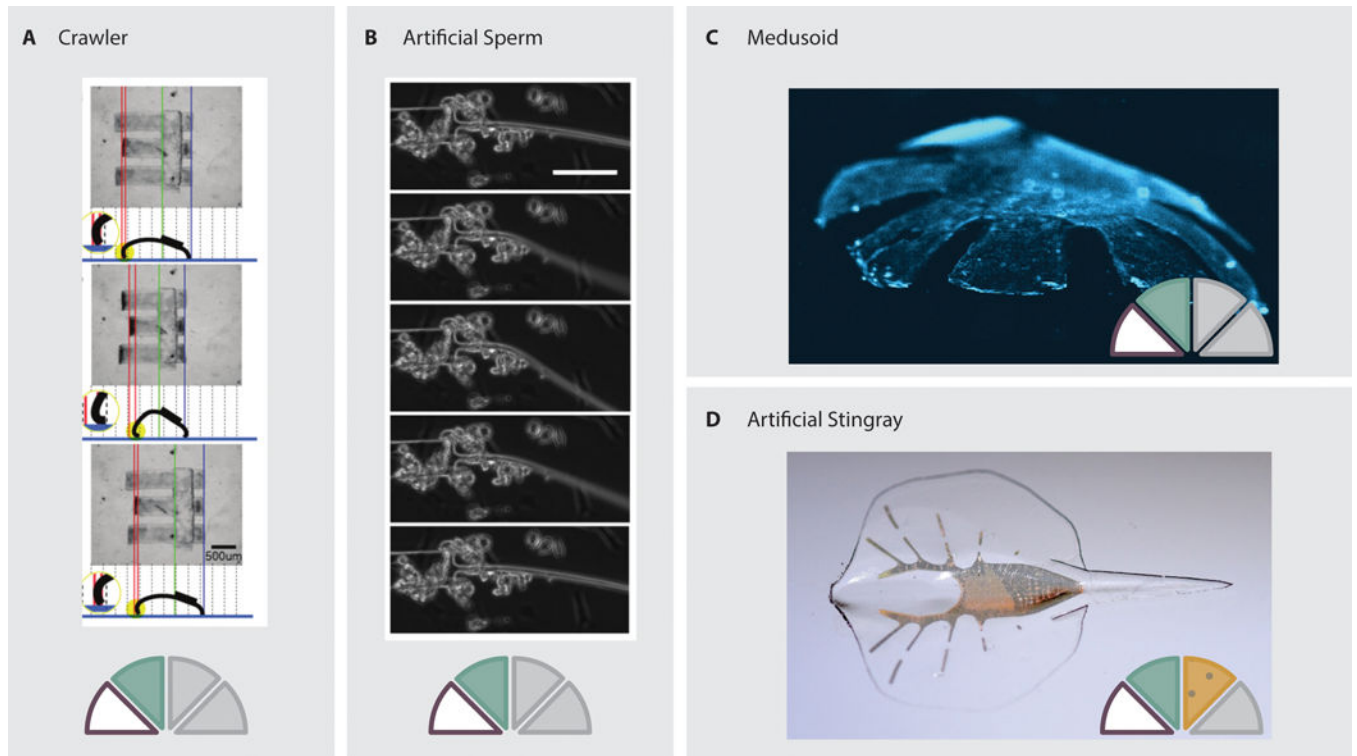 A Crawler
500um
B Artificial Sperm
C Medusoid
D Artificial Stingray